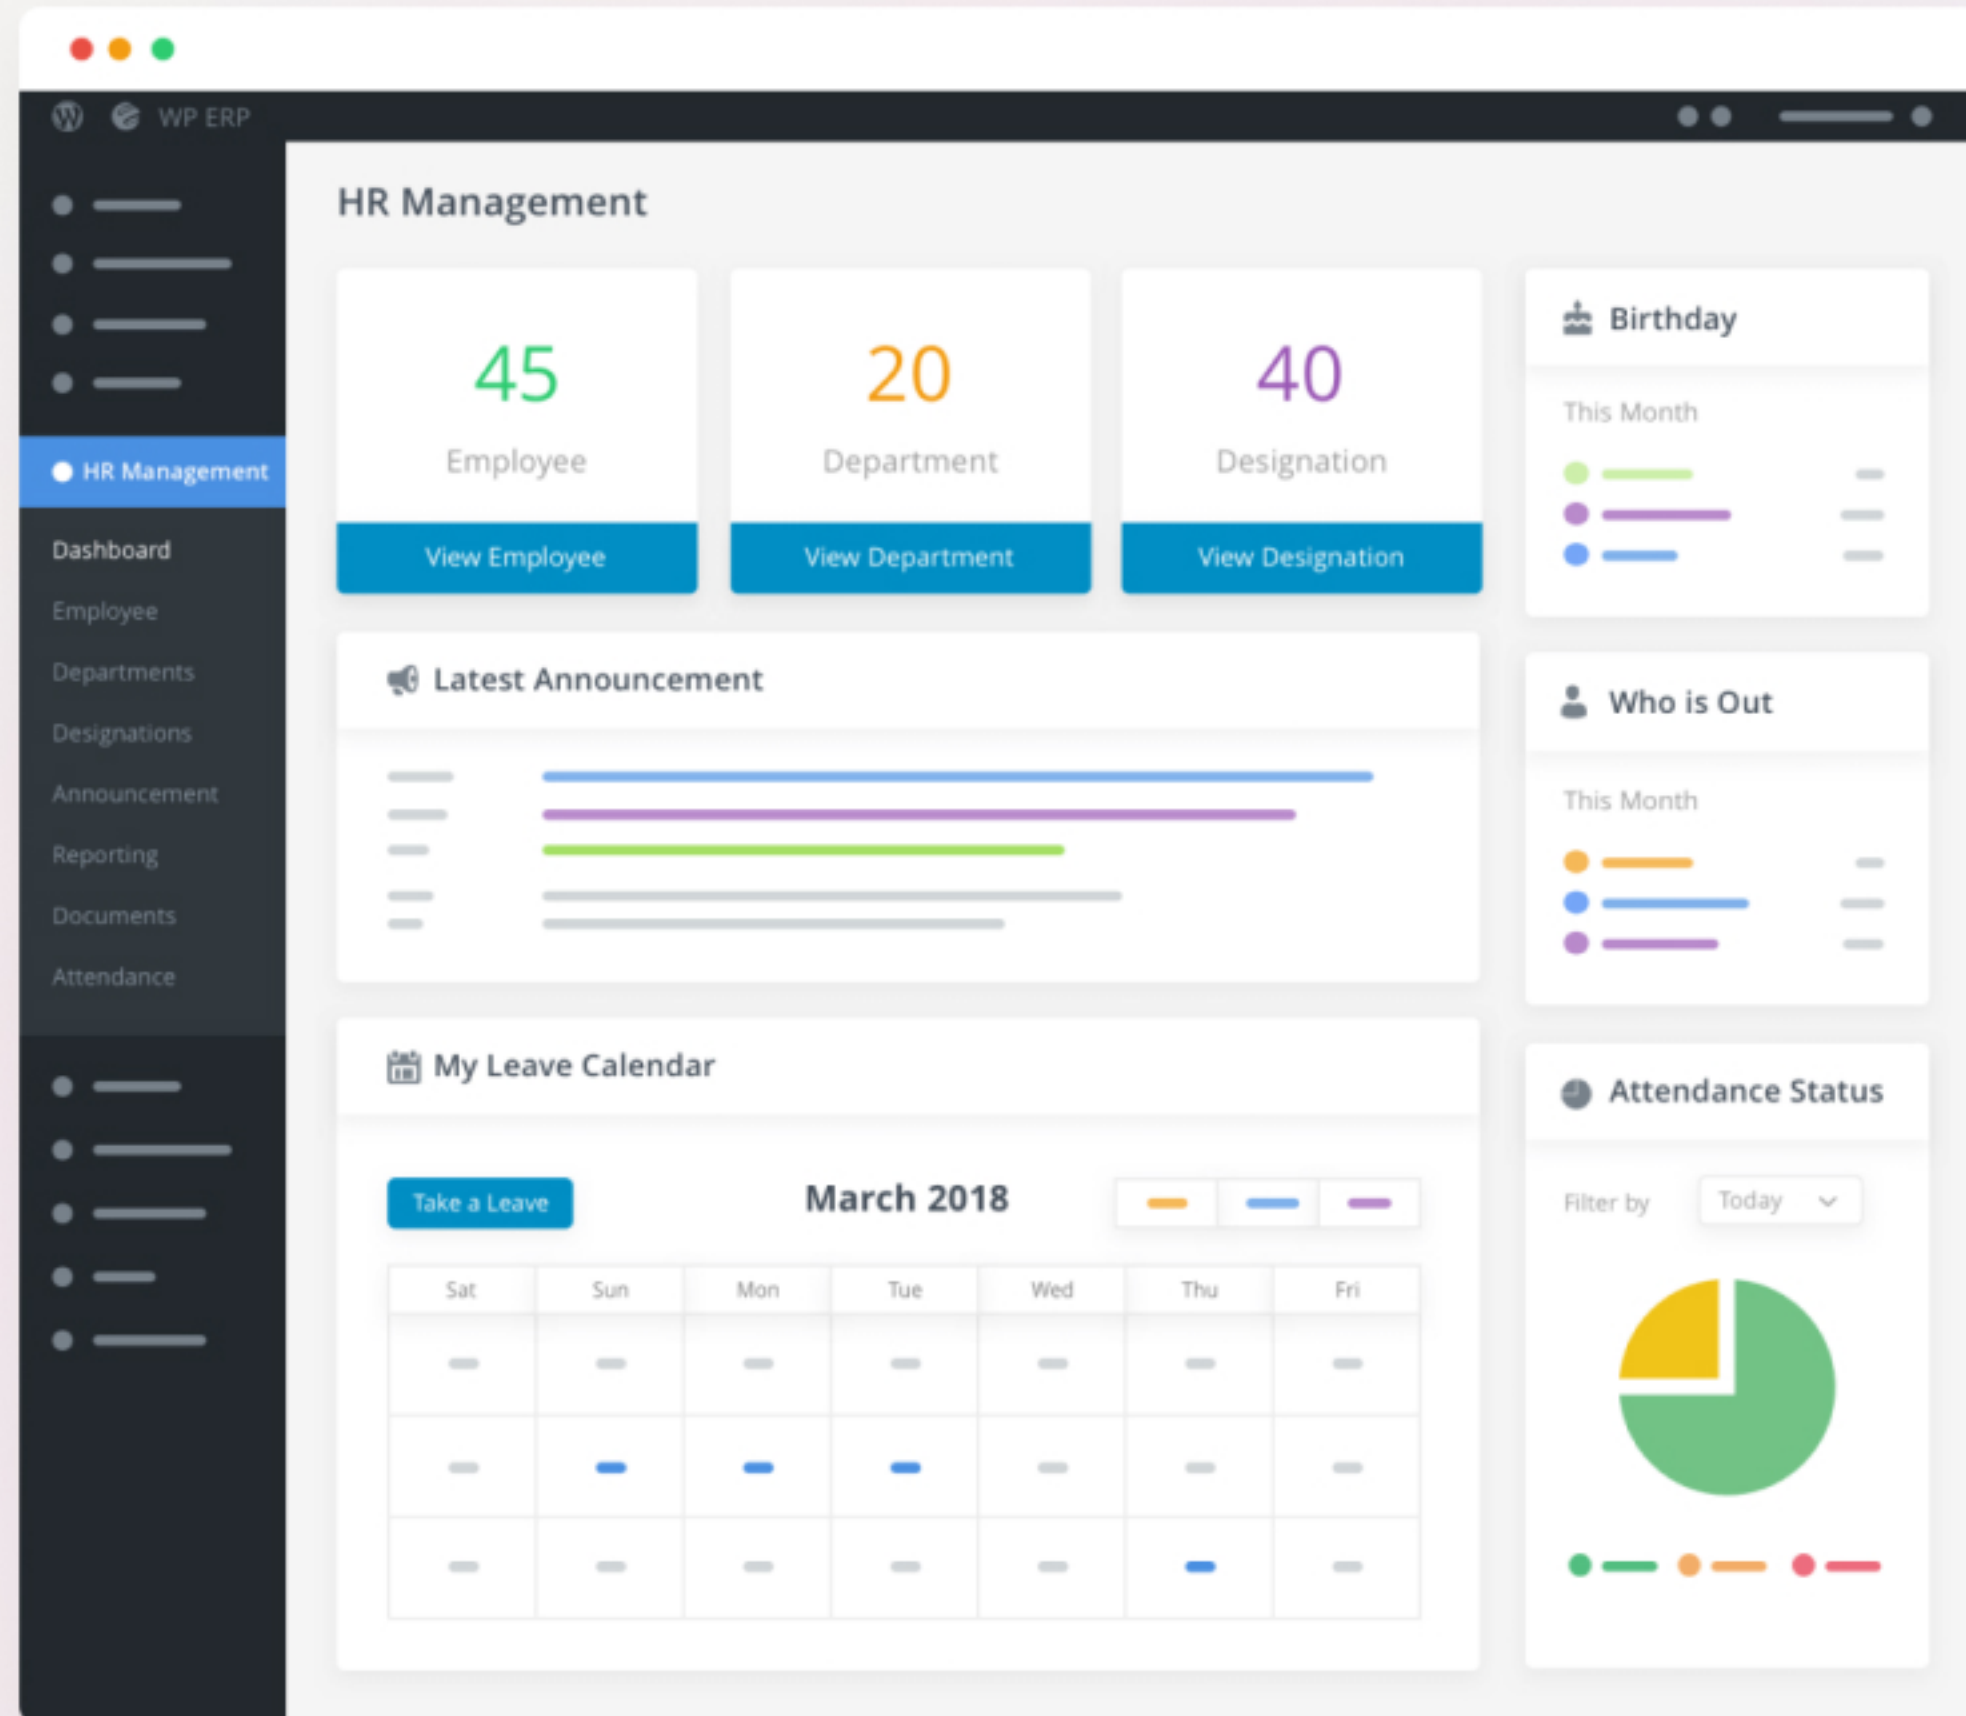 WP ERP
HR Management
Dashboard
Employee
Departments
Designations
Announcement
Reporting
Documents
Attendance
HR Management
45
Employee
View Employee
20
Department
View Department
40
Designation
View Designation
Latest Announcement
My Leave Calendar
Take a Leave
March 2018
Sat Sun Mon Tue Wed Thu Fri
Birthday
This Month
Who is Out
This Month
Attendance Status
Filter by Today